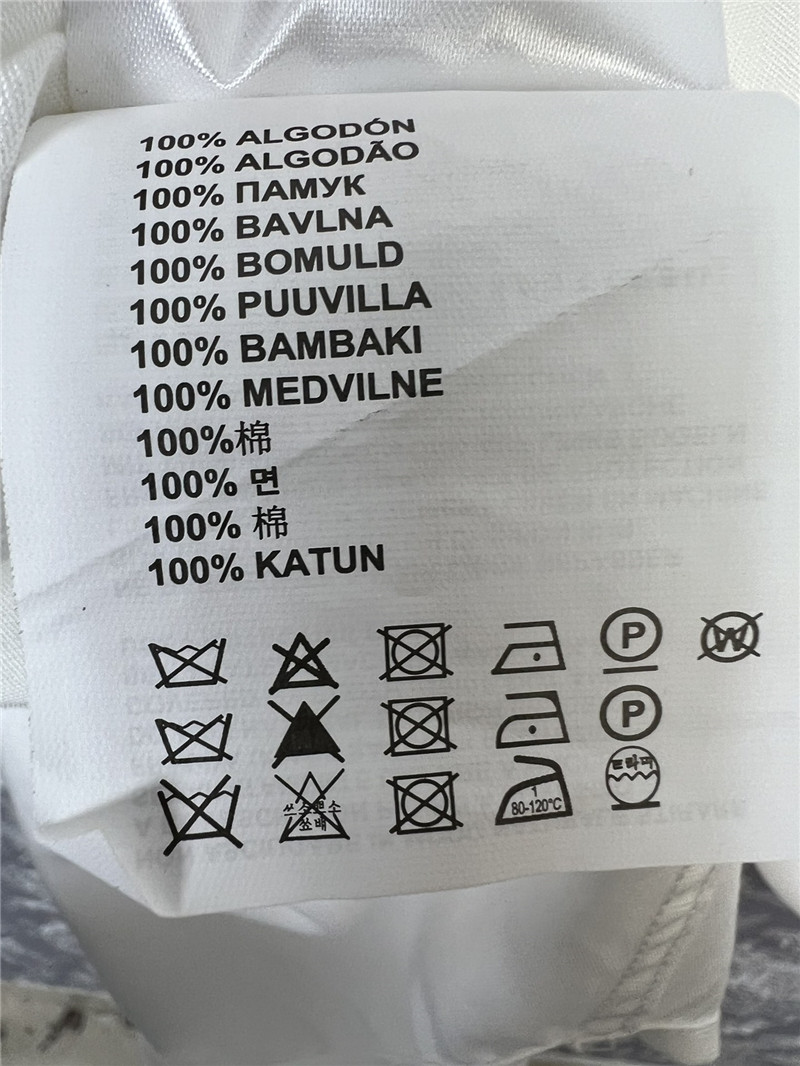 100% ALGODÓN
100% ALGODÃO
100% ПАМУК
100% BAVLNA
100% BOMULD
100% PUUVILLA
100% BAMBAKI
100% MEDVILNE
100%棉
100% 면
100% 棉
100% KATUN
P W
P
1
80-120℃